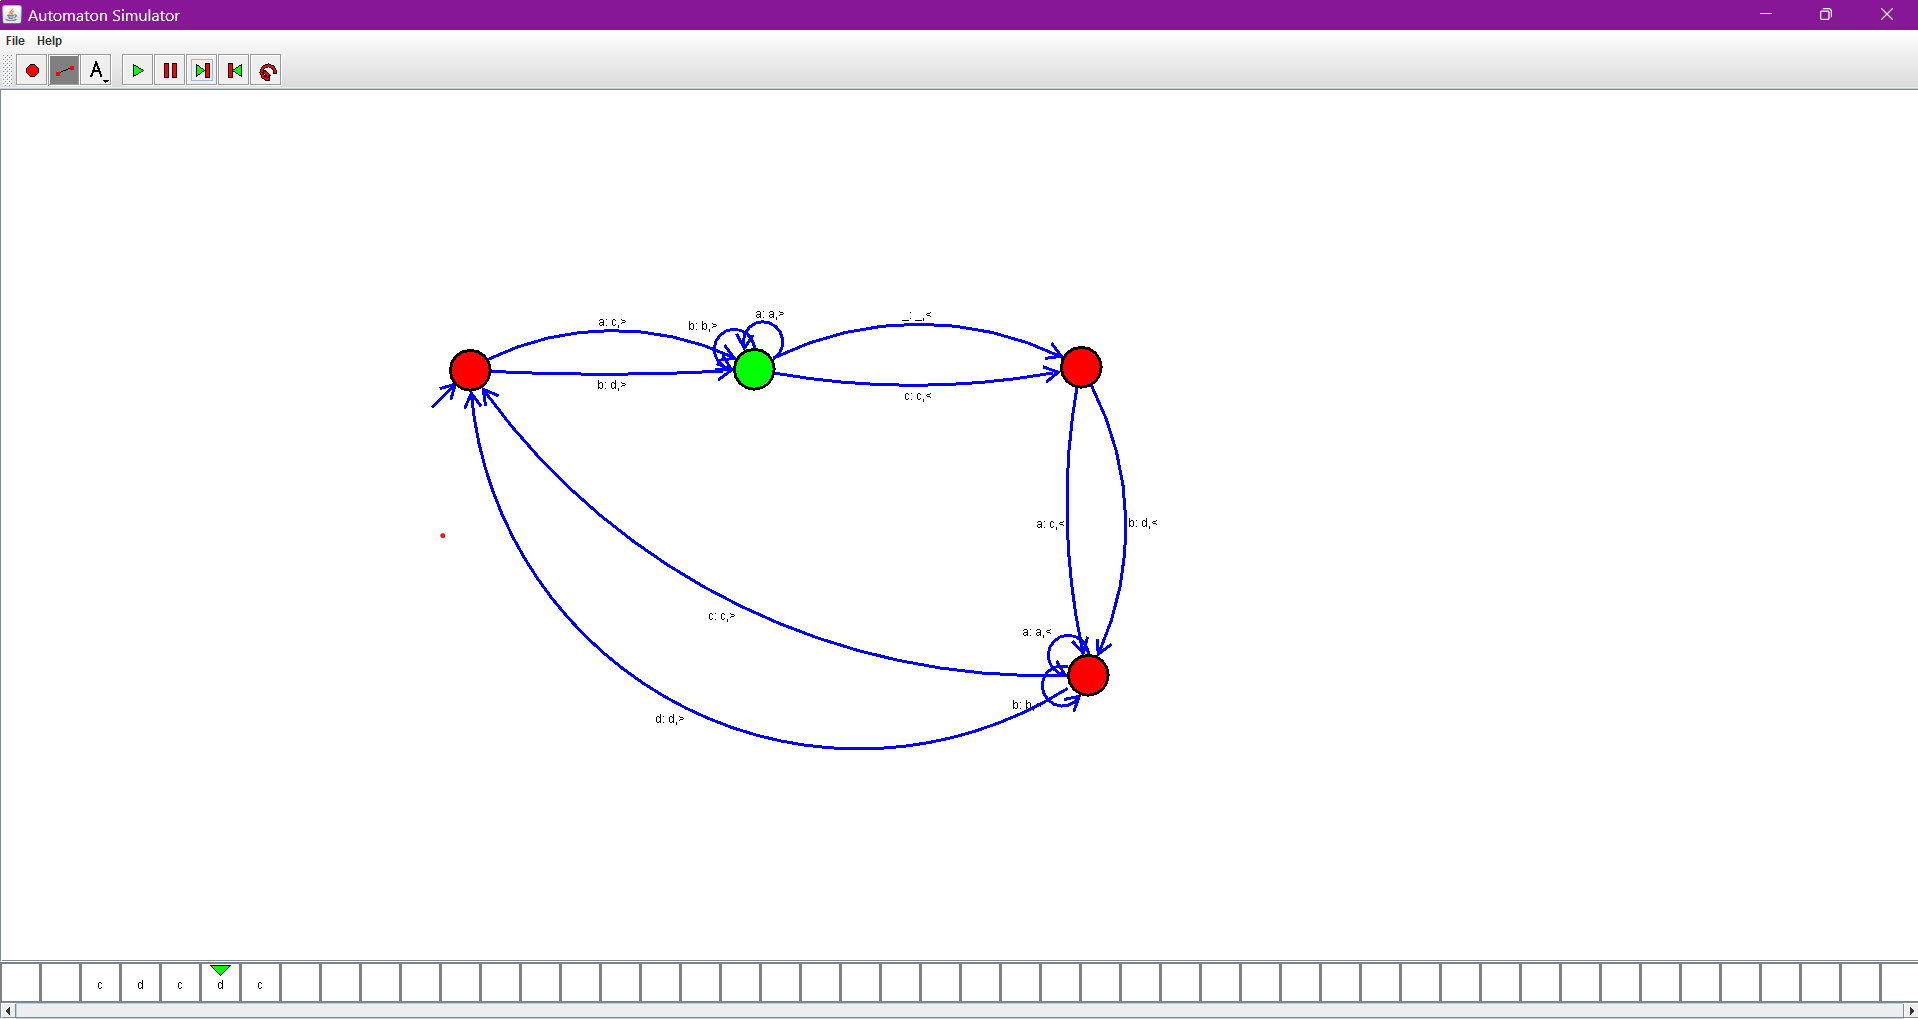 Automaton Simulator
File Help
A
a: a,>
_: _,<
a: c,>
b: b,>
b: d,>
c: c,<
a: c,<
b: d,<
c: c,>
a: a,<
b: b,
d: d,>
c d c d c